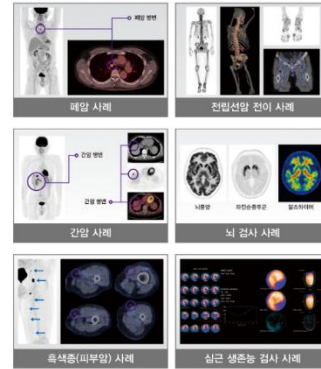 폐암 병변
폐암 사례
전립선암 전이 사례
간암 병변
간암 병변
간암 사례
뇌종양
파킨슨증후군
알츠하이머
뇌 검사 사례
흑색종(피부암) 사례
심근 생존능 검사 사례